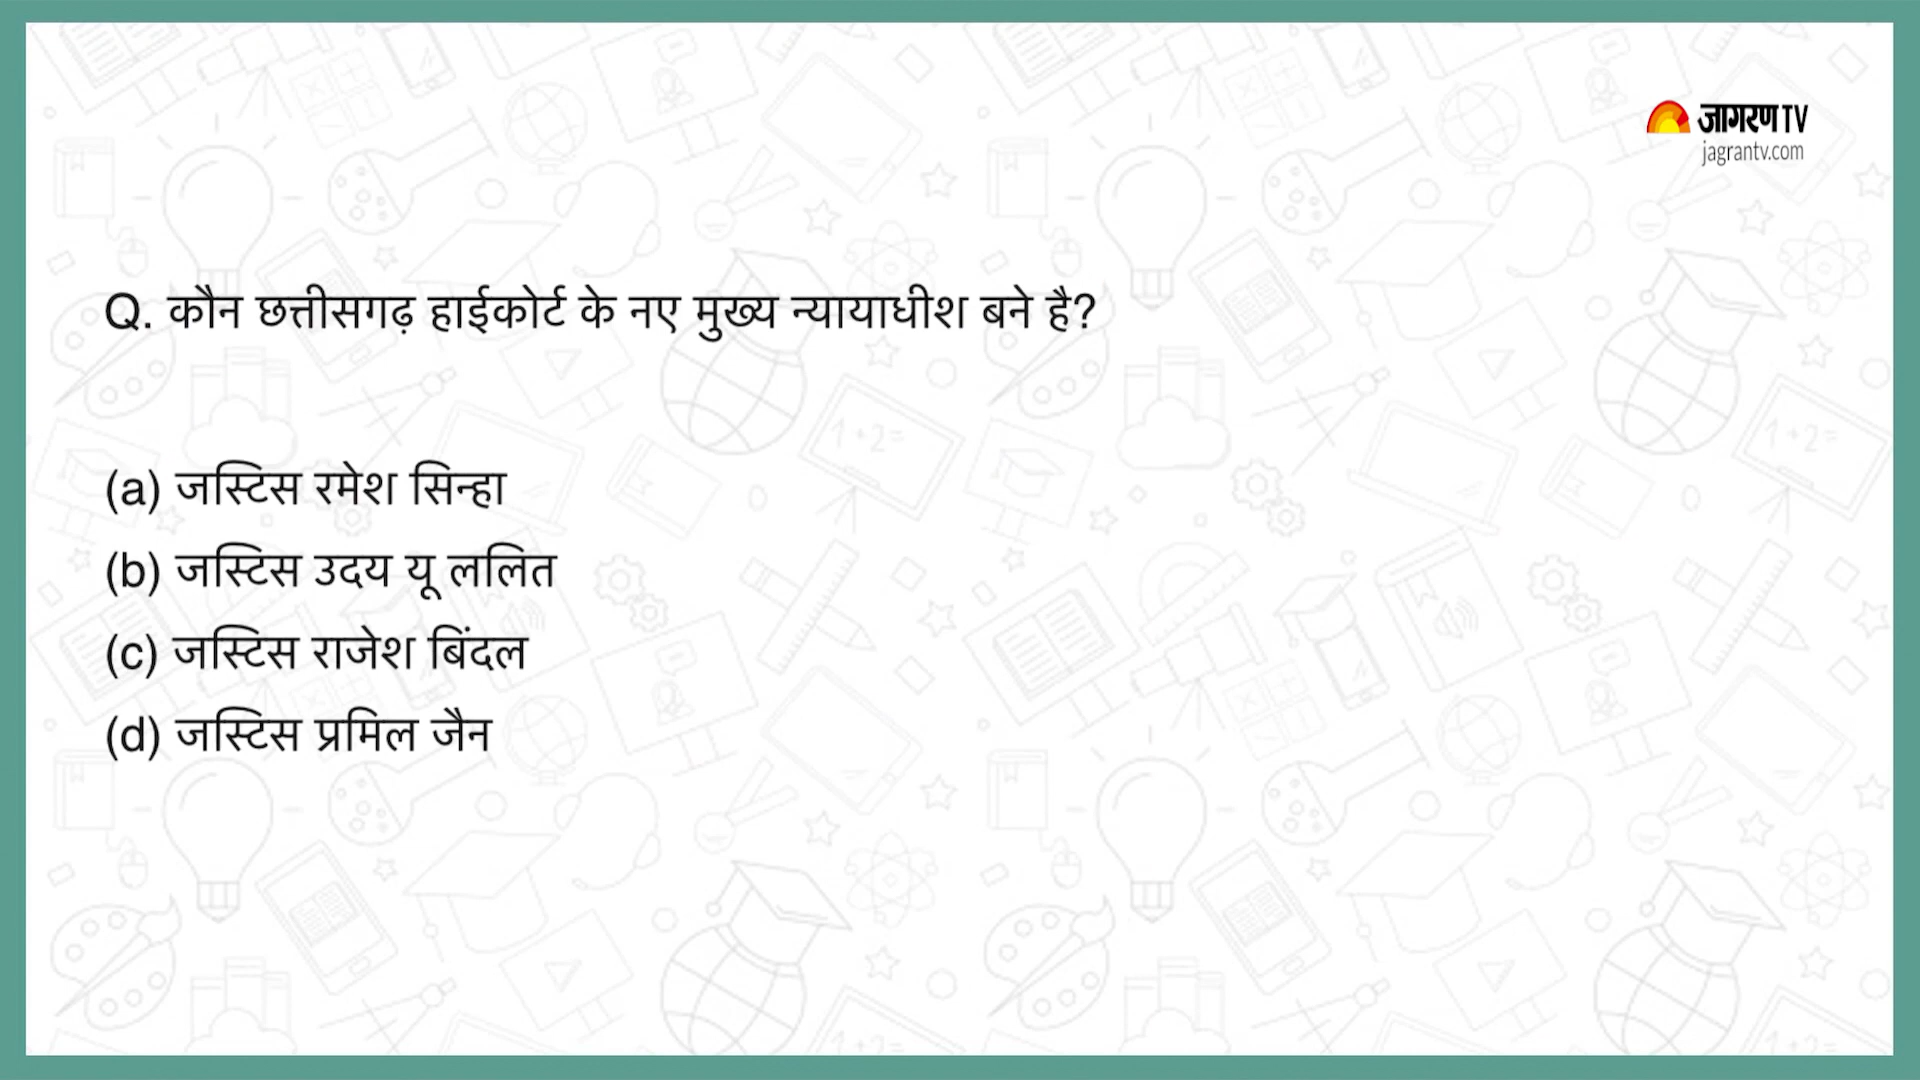 जागरण TV
jagrantv.com
Q. कौन छत्तीसगढ़ हाईकोर्ट के नए मुख्य न्यायाधीश बने है?
(a) जस्टिस रमेश सिन्हा
(b) जस्टिस उदय यू ललित
(c) जस्टिस राजेश बिंदल
(d) जस्टिस प्रमिल जैन